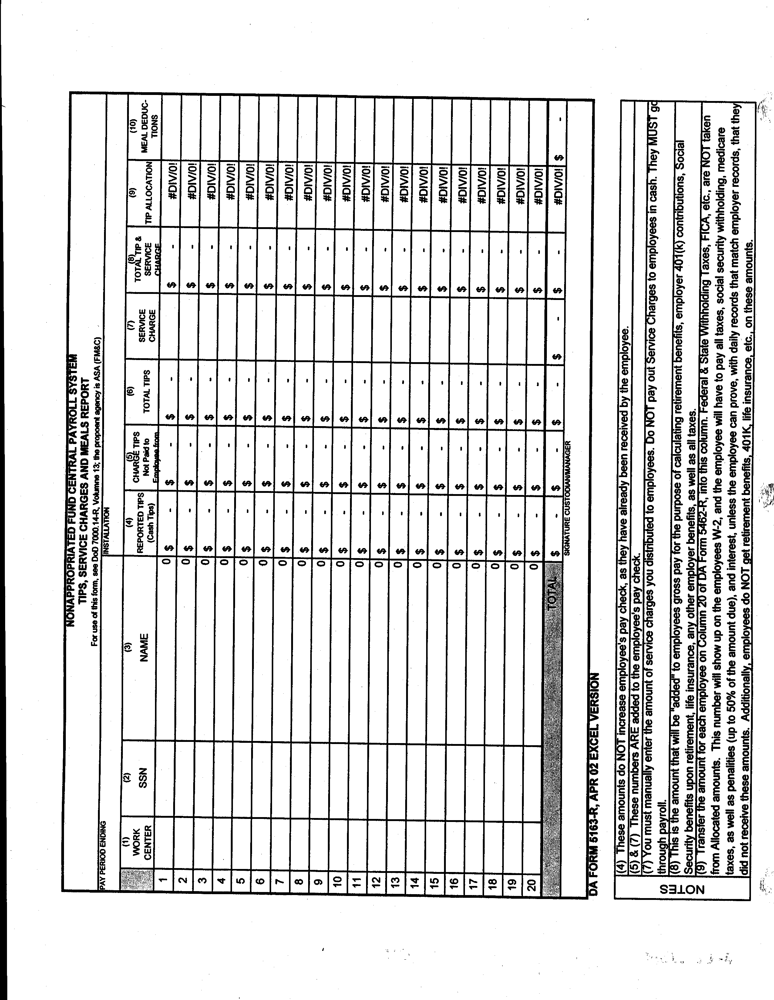 NONAPPROPRIATED FUND CENTRAL PAYROLL SYSTEM
TIPS, SERVICE CHARGES AND MEALS REPORT
For use of this form, see DoD 7000.14-R, Volumne 13; the proponent agency is ASA (FM&C)
PAY PERIOD ENDING INSTALLATION
(1) WORK CENTER (2) SSN (3) NAME (4) REPORTED TIPS (Cash Tips) (5) CHARGE TIPS Not Paid to Employee from (6) TOTAL TIPS (7) SERVICE CHARGE (8) TOTAL TIP & SERVICE CHARGE (9) TIP ALLOCATION (10) MEAL DEDUC-TIONS
1 0 $ - $ - $ - $ - #DIV/0!
2 0 $ - $ - $ - $ - #DIV/0!
3 0 $ - $ - $ - $ - #DIV/0!
4 0 $ - $ - $ - $ - #DIV/0!
5 0 $ - $ - $ - $ - #DIV/0!
6 0 $ - $ - $ - $ - #DIV/0!
7 0 $ - $ - $ - $ - #DIV/0!
8 0 $ - $ - $ - $ - #DIV/0!
9 0 $ - $ - $ - $ - #DIV/0!
10 0 $ - $ - $ - $ - #DIV/0!
11 0 $ - $ - $ - $ - #DIV/0!
12 0 $ - $ - $ - $ - #DIV/0!
13 0 $ - $ - $ - $ - #DIV/0!
14 0 $ - $ - $ - $ - #DIV/0!
15 0 $ - $ - $ - $ - #DIV/0!
16 0 $ - $ - $ - $ - #DIV/0!
17 0 $ - $ - $ - $ - #DIV/0!
18 0 $ - $ - $ - $ - #DIV/0!
19 0 $ - $ - $ - $ - #DIV/0!
20 0 $ - $ - $ - $ - #DIV/0!
TOTAL $ - $ - $ - $ - $ - #DIV/0! $ -
SIGNATURE CUSTODIAN/MANAGER
DA FORM 5163-R, APR 02 EXCEL VERSION
NOTES
(4) These amounts do NOT increase employee's pay check, as they have already been received by the employee.
(5) & (7) These numbers ARE added to the employee's pay check.
(7) You must manually enter the amount of service charges you distributed to employees. Do NOT pay out Service Charges to employees in cash. They MUST go
through payroll.
(8) This is the amount that will be "added" to employees gross pay for the purpose of calculating retirement benefits, employer 401(k) contributions, Social
Security benefits upon retirement, life insurance, any other employer benefits, as well as all taxes.
(9) Transfer the amount for each employee on Column 20 of DA Form 5462-R, into this column. Federal & State Withholding Taxes, FICA, etc., are NOT taken
from Allocated amounts. This number will show up on the employees W-2, and the employee will have to pay all taxes, social security withholding, medicare
taxes, as well as penalities (up to 50% of the amount due), and interest, unless the employee can prove, with daily records that match employer records, that they
did not receive these amounts. Additionally, employees do NOT get retirement benefits, 401K, life insurance, etc., on these amounts.